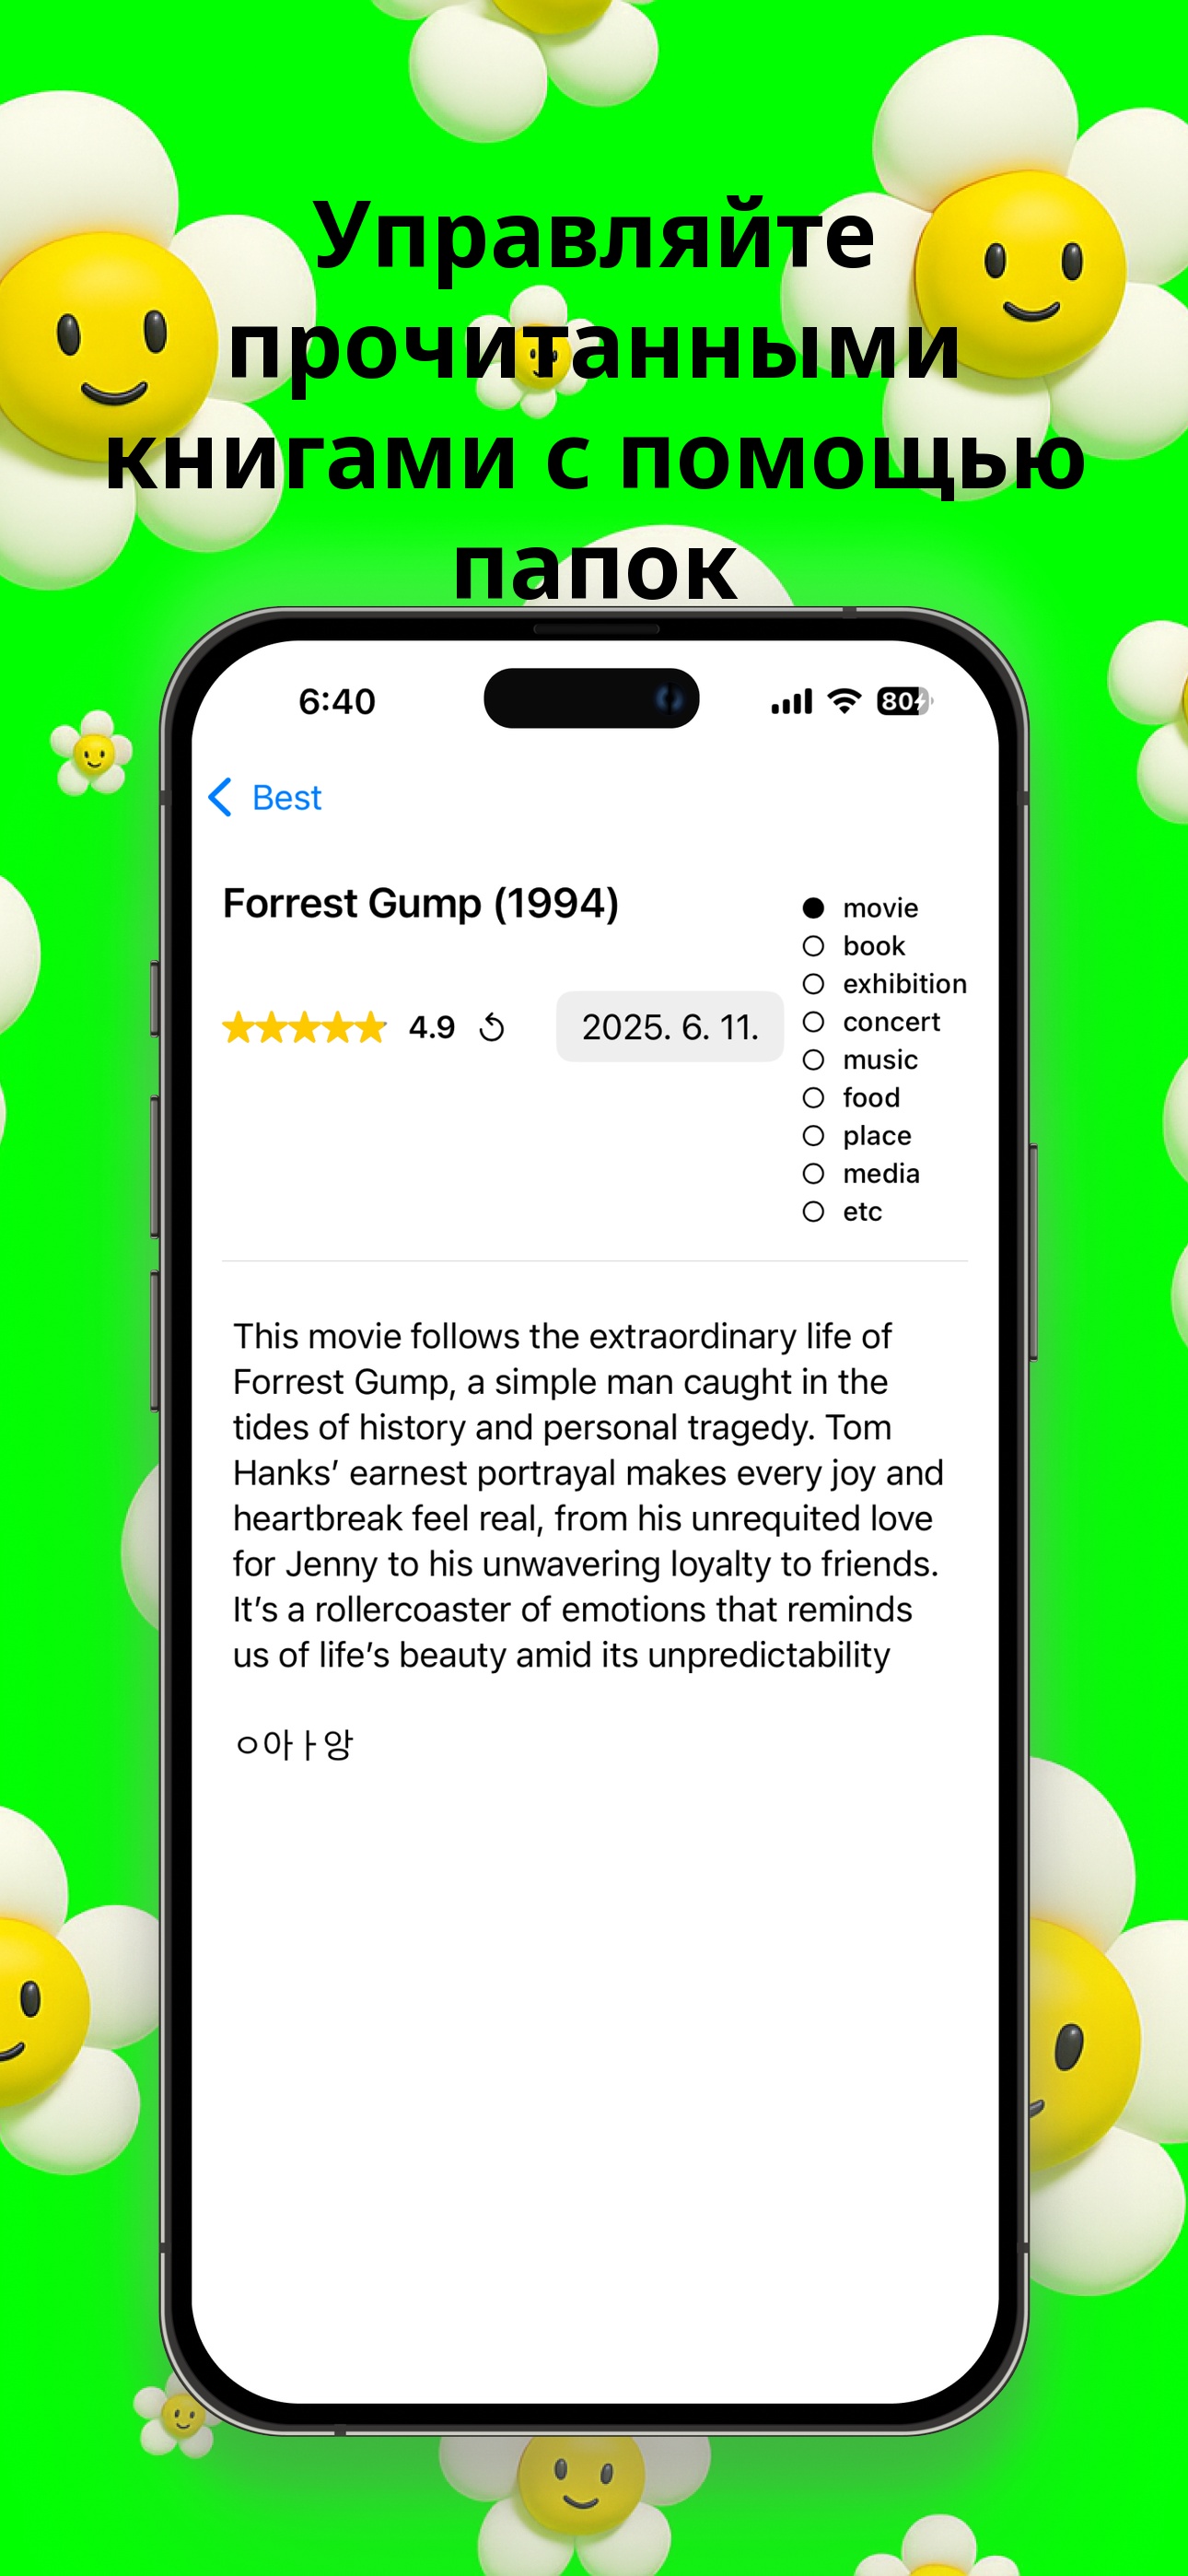 Управляйте
прочитанными
книгами с помощью
папок
6:40
80
Best
Forrest Gump (1994)
movie
book
exhibition
concert
music
food
place
media
etc
4.9
2025. 6. 11.
This movie follows the extraordinary life of
Forrest Gump, a simple man caught in the
tides of history and personal tragedy. Tom
Hanks’ earnest portrayal makes every joy and
heartbreak feel real, from his unrequited love
for Jenny to his unwavering loyalty to friends.
It’s a rollercoaster of emotions that reminds
us of life’s beauty amid its unpredictability
ㅇ아ㅏ앙